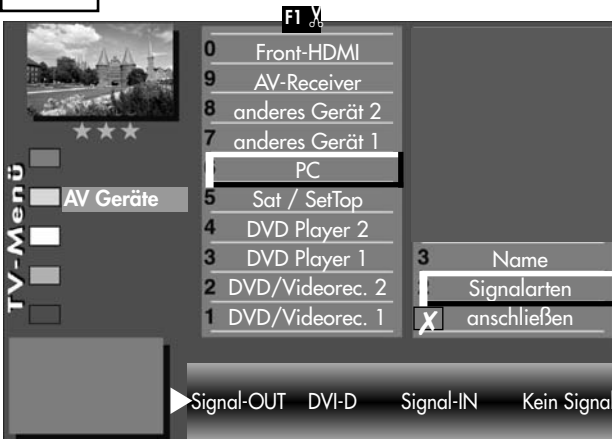 F1
0 Front-HDMI
9 AV-Receiver
8 anderes Gerät 2
7 anderes Gerät 1
PC
5 Sat / SetTop
4 DVD Player 2
3 DVD Player 1
2 DVD/Videorec. 2
1 DVD/Videorec. 1
TV-Menü
AV Geräte
3 Name
Signalarten
X anschließen
Signal-OUT DVI-D Signal-IN Kein Signal